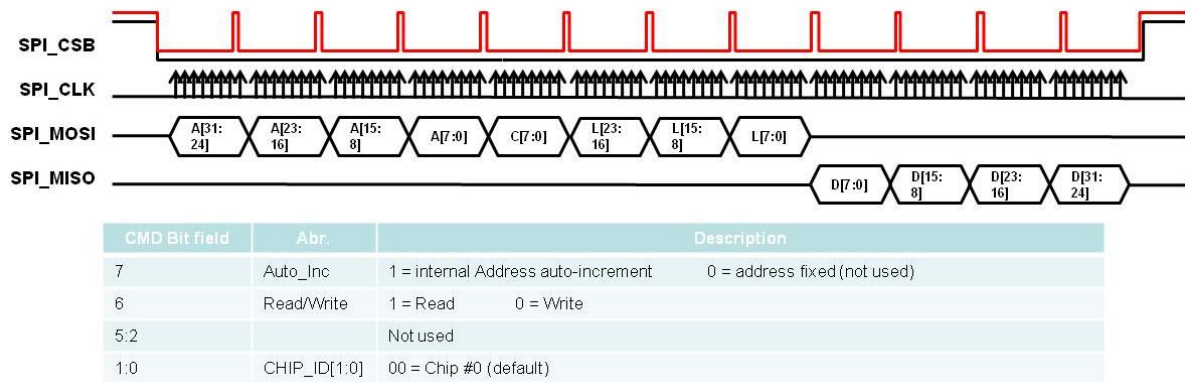 SPI_CSB
SPI_CLK
SPI_MOSI
A[31:
24]
A[23:
16]
A[15:
8]
A[7:0]
C[7:0]
L[23:
16]
L[15:
8]
L[7:0]
SPI_MISO
D[7:0]
D[15:
8]
D[23:
16]
D[31:
24]
CMD Bit field Abr. Description
7 Auto_Inc 1 = internal Address auto-increment 0 = address fixed (not used)
6 Read/Write 1 = Read 0 = Write
5:2 Not used
1:0 CHIP_ID[1:0] 00 = Chip #0 (default)